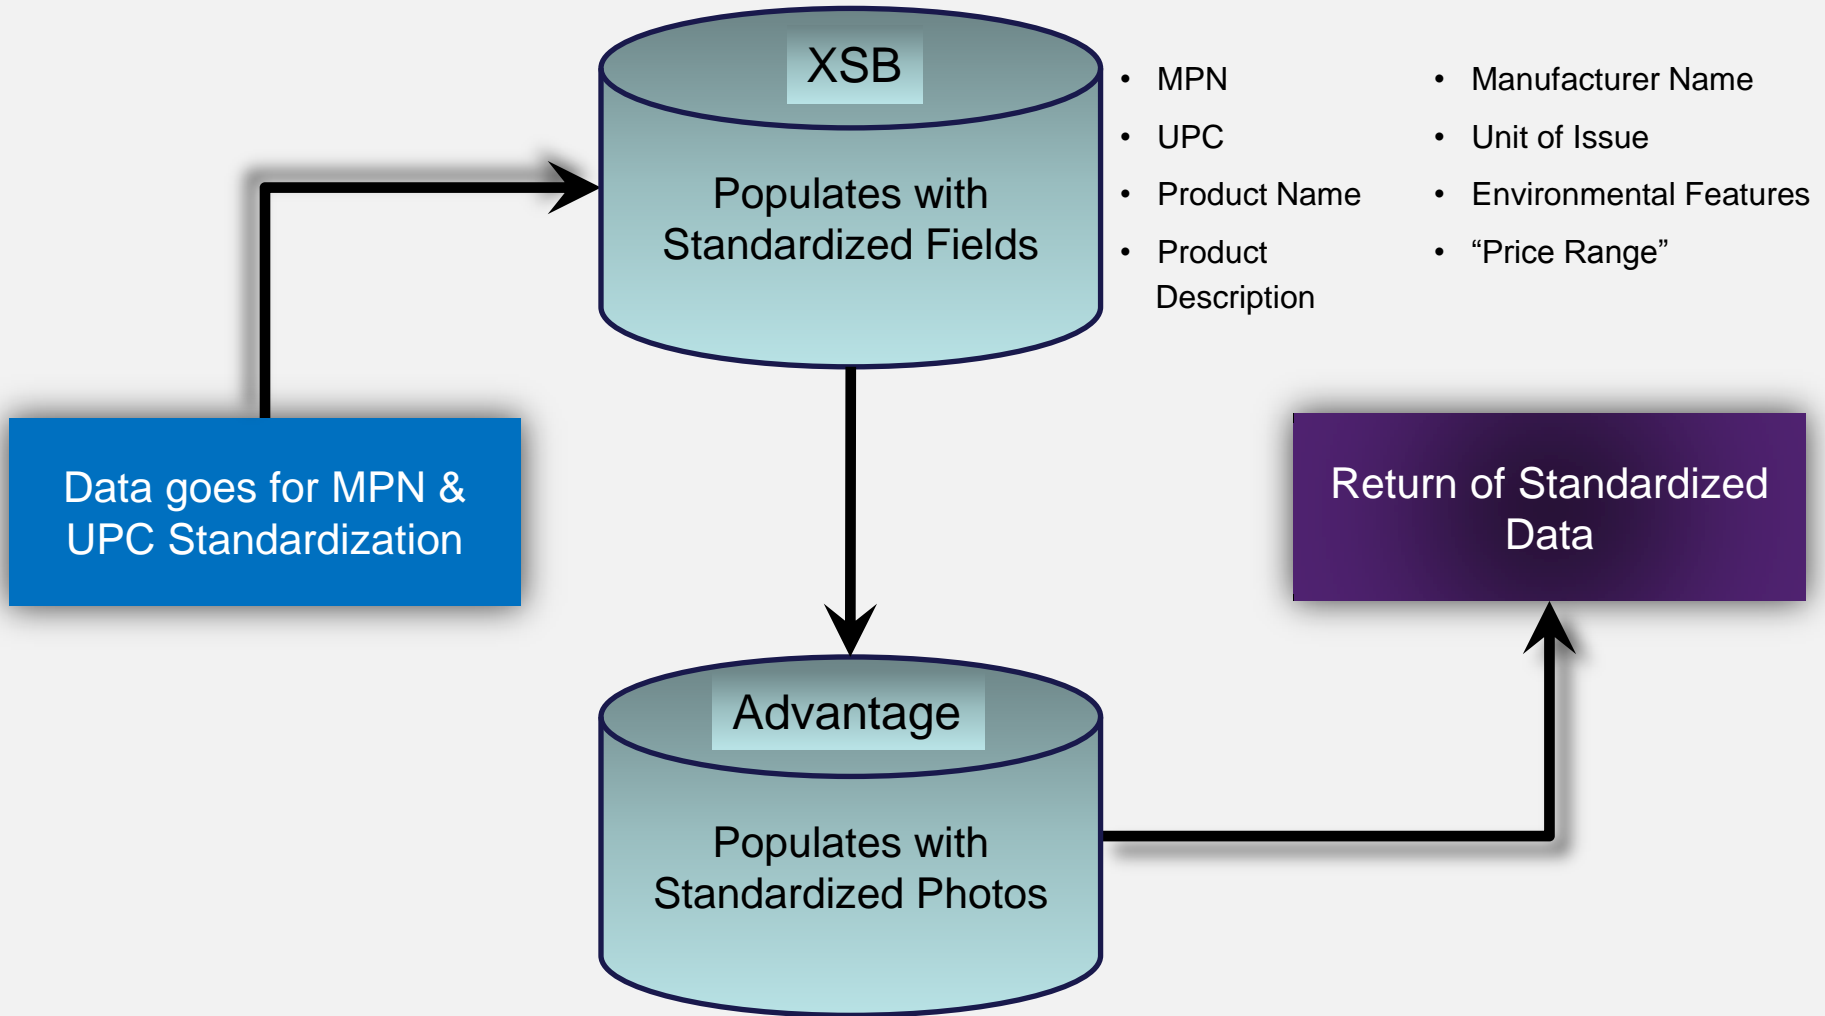 XSB
Populates with
Standardized Fields
• MPN
• UPC
• Product Name
• Product
Description
• Manufacturer Name
• Unit of Issue
• Environmental Features
• “Price Range”
Data goes for MPN &
UPC Standardization
Return of Standardized
Data
Advantage
Populates with
Standardized Photos